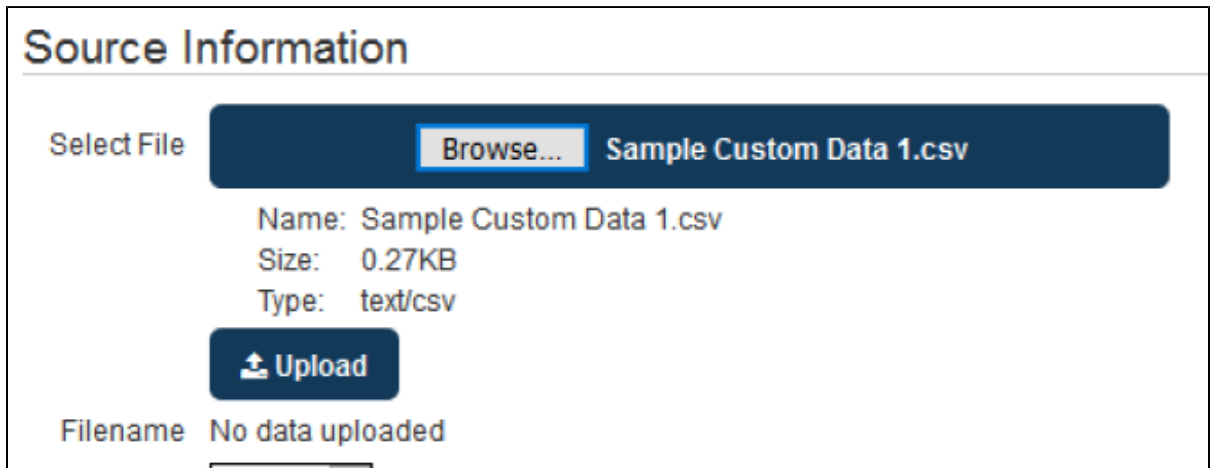 Source Information
Select File Browse... Sample Custom Data 1.csv
Name: Sample Custom Data 1.csv
Size: 0.27KB
Type: text/csv
Upload
Filename No data uploaded